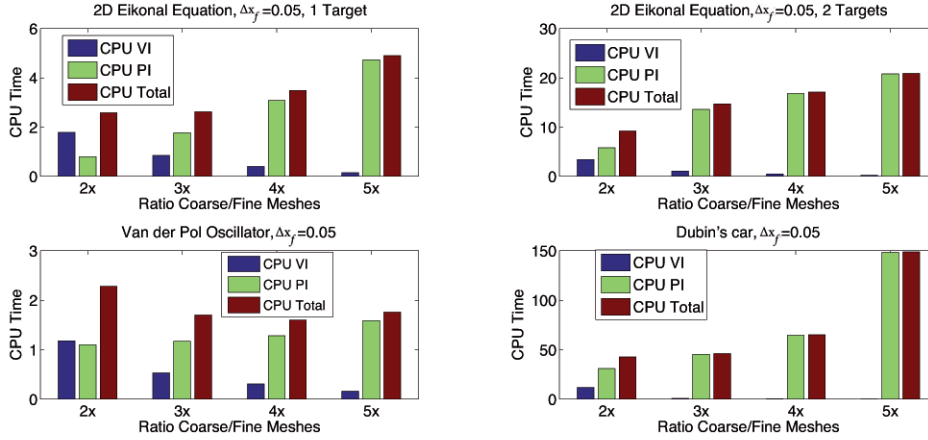 2D Eikonal Equation, Δx_f=0.05, 1 Target
6
4
2
0
CPU Time
CPU VI
CPU PI
CPU Total
2x 3x 4x 5x
Ratio Coarse/Fine Meshes
2D Eikonal Equation, Δx_f=0.05, 2 Targets
30
20
10
0
CPU Time
CPU VI
CPU PI
CPU Total
2x 3x 4x 5x
Ratio Coarse/Fine Meshes
Van der Pol Oscillator, Δx_f=0.05
3
2
1
0
CPU Time
CPU VI
CPU PI
CPU Total
2x 3x 4x 5x
Ratio Coarse/Fine Meshes
Dubin's car, Δx_f=0.05
150
100
50
0
CPU Time
CPU VI
CPU PI
CPU Total
2x 3x 4x 5x
Ratio Coarse/Fine Meshes